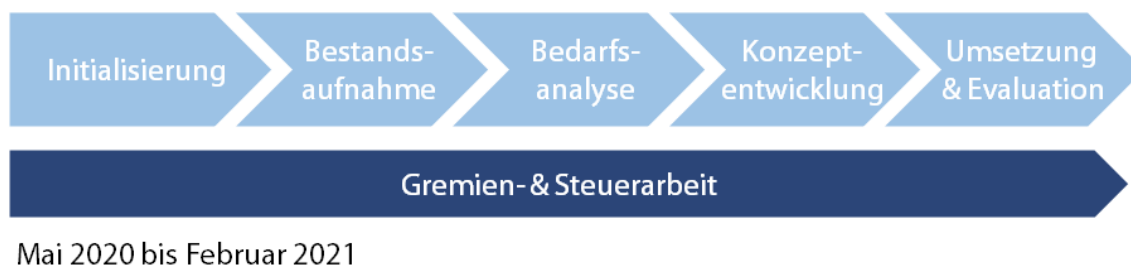 Initialisierung
Bestands-
aufnahme
Bedarfs-
analyse
Konzept-
entwicklung
Umsetzung
& Evaluation
Gremien- & Steuerarbeit
Mai 2020 bis Februar 2021